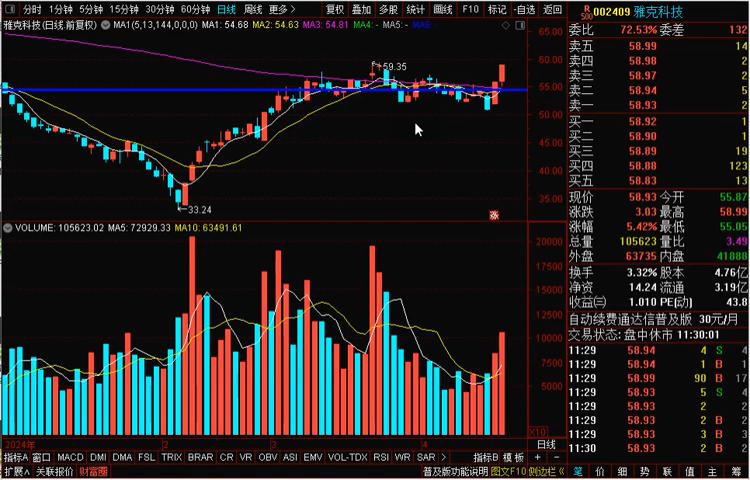 分时 1分钟 5分钟 15分钟 30分钟 60分钟 日线 周线 更多 > 复权 叠加 多股 统计 画线 F10 标记 -自选 返回
雅克科技(日线.前复权) MA1(5,13,144,0,0,0) MA1: 54.68 MA2: 54.63 MA3: 54.81 MA4: - MA5: - MA6: -
65.00
60.00
55.00
50.00
45.00
40.00
35.00
59.35
←33.24
涨
VOLUME: 105623.02 MA5: 72929.33 MA10: 63491.61
20000
17500
15000
12500
10000
7500
5000
X10
2024年 2 3 4 日线
指标A 窗口 MACD DMI DMA FSL TRIX BRAR CR VR OBV ASI EMV VOL-TDX RSI WR SAR > 指标B 模板 + -
扩展∧ 关联报价 财富圈 普及版功能说明 图文F10 侧边栏 《
R
500
002409 雅克科技
委比 72.53% 委差 132
卖五 58.99 14
卖四 58.98 2
卖三 58.97 2
卖二 58.94 5
卖一 58.93 1
买一 58.92 1
买二 58.90 1
买三 58.89 19
买四 58.88 123
买五 58.83 13
现价 58.93 今开 55.87
涨跌 3.03 最高 58.99
涨幅 5.42% 最低 55.05
总量 105623 量比 3.49
外盘 63735 内盘 41888
换手 3.32% 股本 4.76亿
净资 14.24 流通 3.19亿
收益㈢ 1.010 PE(动) 43.8
自动续费通达信普及版 30元/月
交易状态: 盘中休市 11:30:01
11:29 58.94 4 S 4
11:29 58.94 1 B 1
11:29 58.99 90 B 17
11:29 58.93 5 S 4
11:29 58.93 2 2
11:29 58.93 2 B 2
11:29 58.93 3 B 3
11:30 58.93 2 B 2
笔 价 细 势 联 值 主 筹